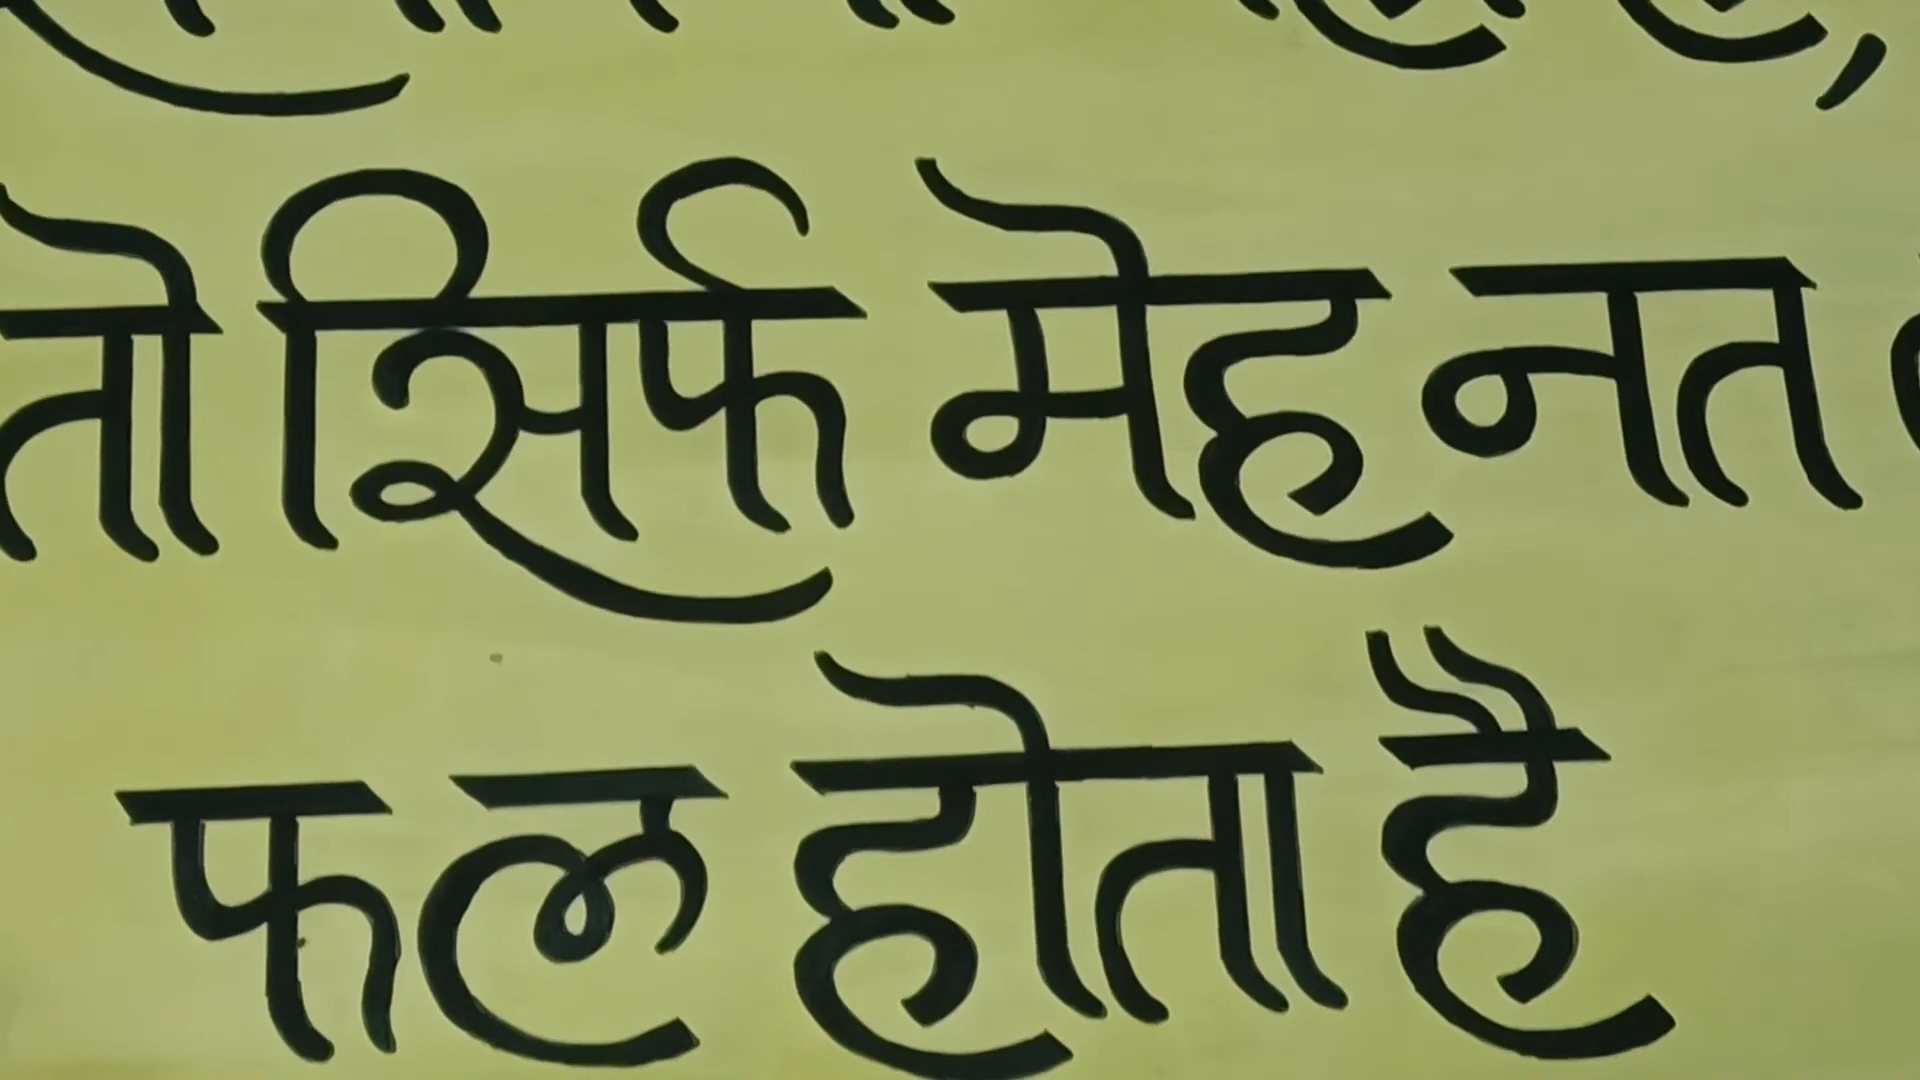 तो सिर्फ मेहनत
फल होता है